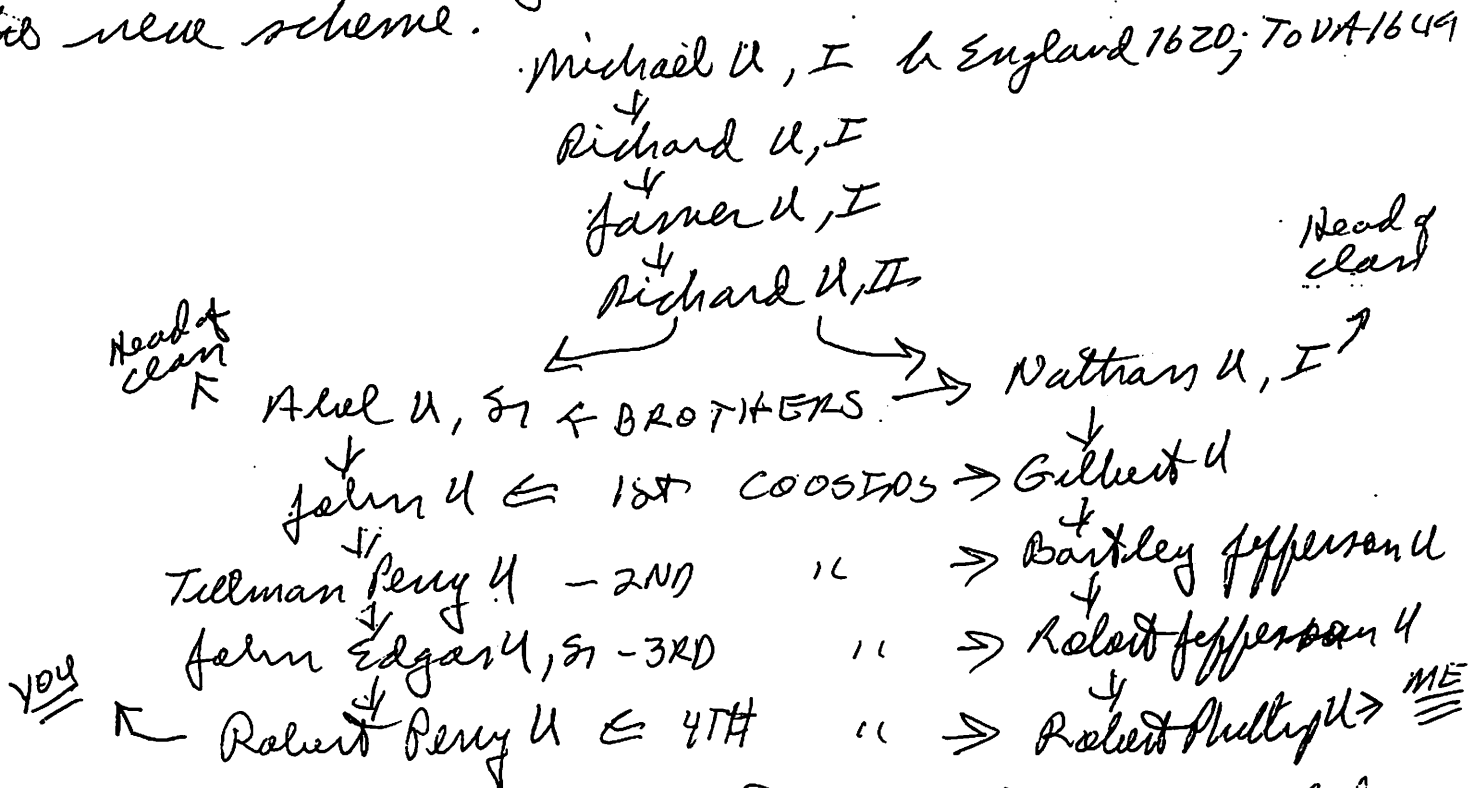 new scheme.
Michael U, I b England 1620; To VA 1649
Richard U, I
James U, I
Richard U, II
Head of clan
Head of clan
Abel U, Sr ← BROTHERS → Nathan U, I
John U ⇐ 1st COOSINS → Gilbert U
Tillman Perry U - 2ND " ⇒ Bartley Jefferson U
John Edgar U, Sr - 3RD " ⇒ Robert Jefferson U
YOU ME
Robert Perry U ⇐ 4TH " ⇒ Robert Phillip U